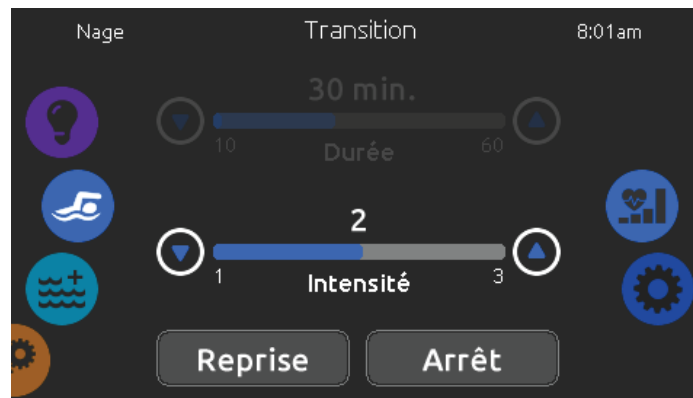 Nage Transition 8:01am
30 min.
10 Durée 60
2
1 Intensité 3
Reprise Arrêt